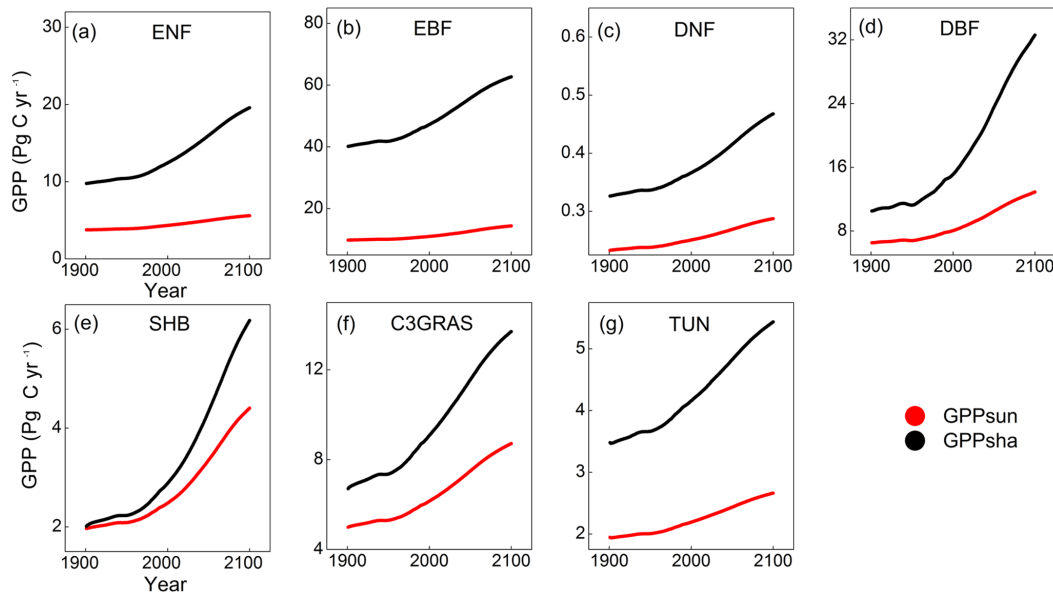 (a) ENF
30
20
10
0
GPP (Pg C yr -1)
1900 2000 2100
Year
(b) EBF
80
60
40
20
1900 2000 2100
(c) DNF
0.6
0.5
0.4
0.3
1900 2000 2100
(d) DBF
32
24
16
8
1900 2000 2100
(e) SHB
6
4
2
GPP (Pg C yr -1)
1900 2000 2100
Year
(f) C3GRAS
12
8
4
1900 2000 2100
(g) TUN
5
4
3
2
1900 2000 2100
GPPsun
GPPsha